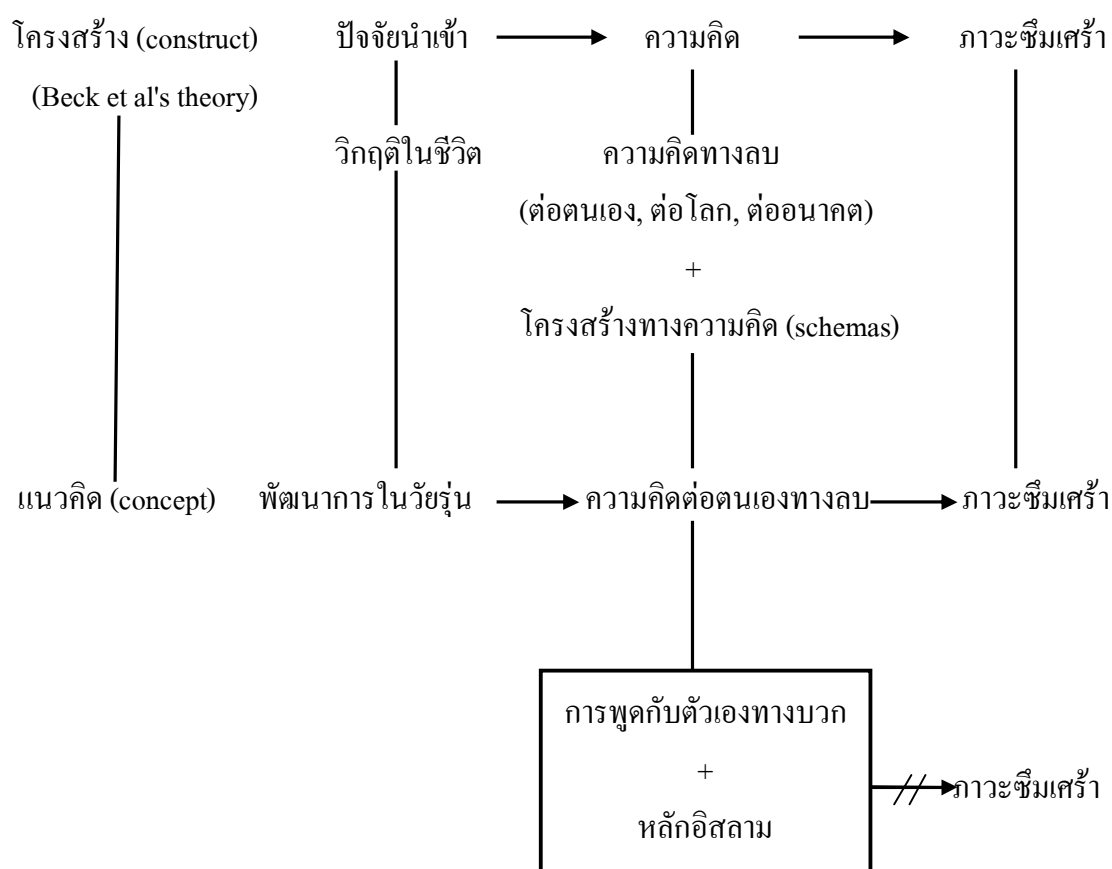 โครงสร้าง (construct) ปัจจัยนำเข้า ความคิด ภาวะซึมเศร้า
(Beck et al's theory)
วิกฤติในชีวิต ความคิดทางลบ
(ต่อตนเอง, ต่อโลก, ต่ออนาคต)
+
โครงสร้างทางความคิด (schemas)
แนวคิด (concept) พัฒนาการในวัยรุ่น ความคิดต่อตนเองทางลบ ภาวะซึมเศร้า
การพูดกับตัวเองทางบวก
+
ภาวะซึมเศร้า
หลักอิสลาม